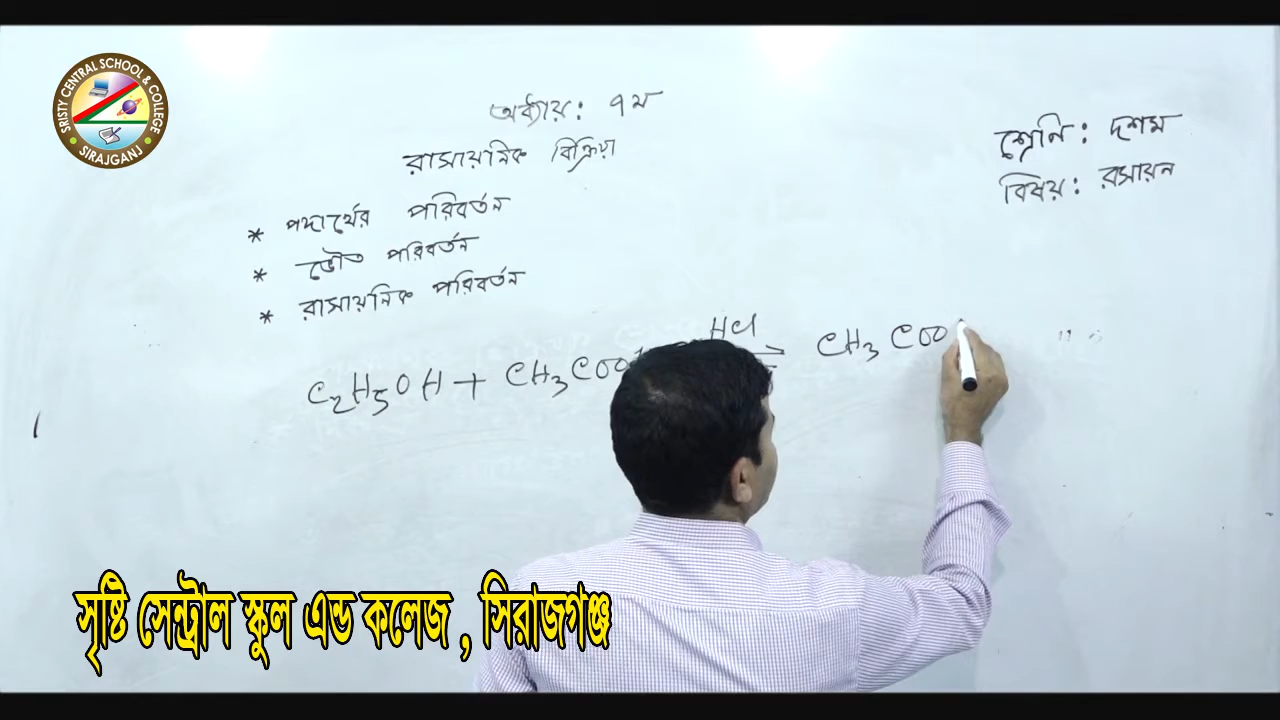 SRISTY CENTRAL SCHOOL & COLLEGE
SIRAJGANJ
অধ্যায়: ৭ম
রাসায়নিক বিক্রিয়া
শ্রেণি: দশম
বিষয়: রসায়ন
* পদার্থের পরিবর্তন
* ভৌত পরিবর্তন
* রাসায়নিক পরিবর্তন
C₂H₅OH + CH₃COO HCl CH₃COO
সৃষ্টি সেন্ট্রাল স্কুল এন্ড কলেজ , সিরাজগঞ্জ